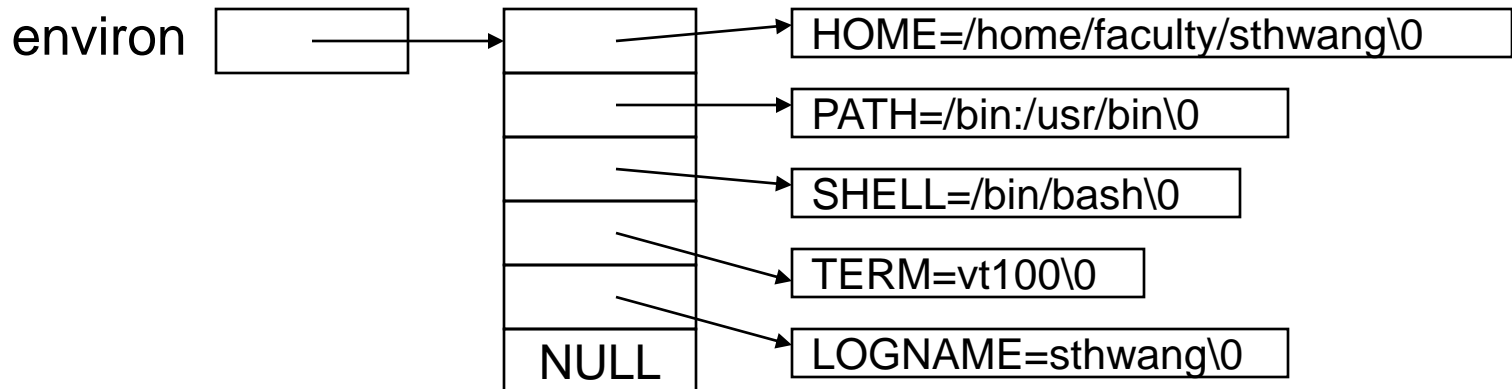 environ
HOME=/home/faculty/sthwang\0
PATH=/bin:/usr/bin\0
SHELL=/bin/bash\0
TERM=vt100\0
LOGNAME=sthwang\0
NULL